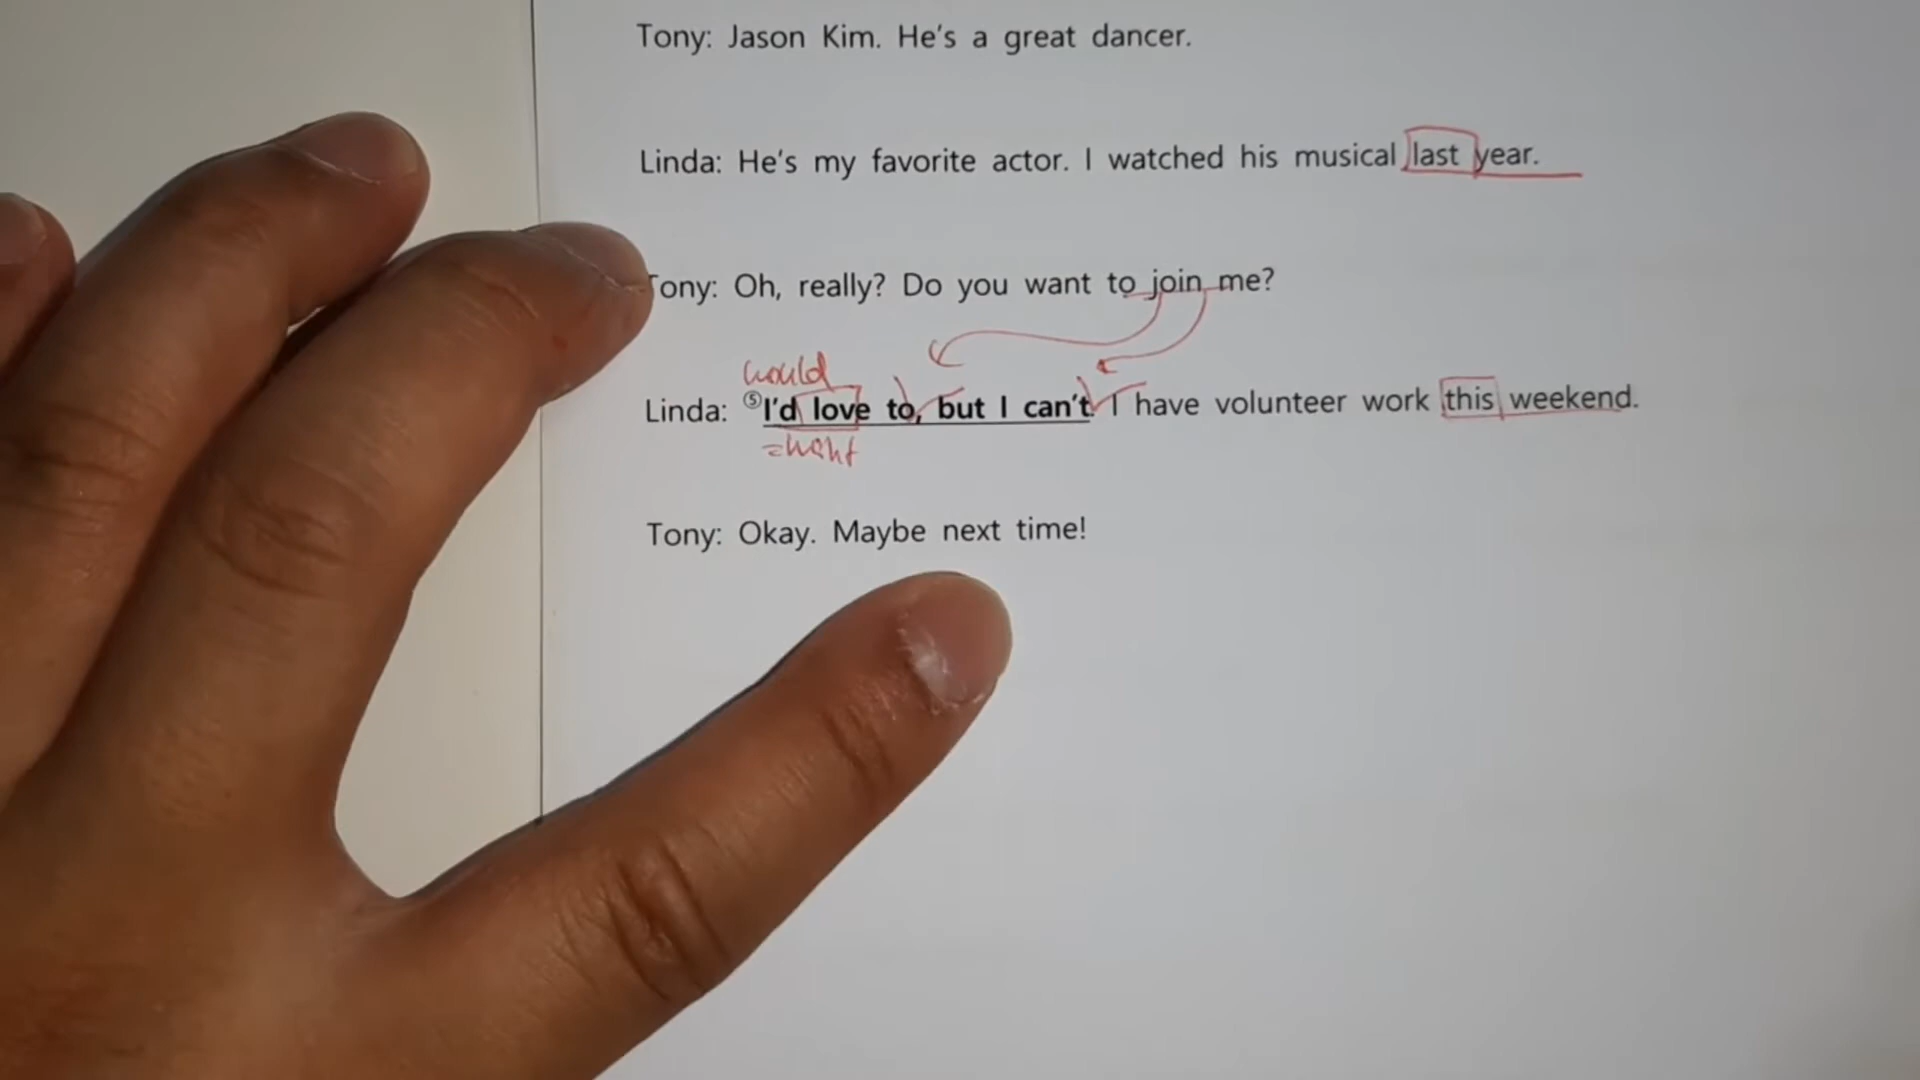 Tony: Jason Kim. He's a great dancer.
Linda: He's my favorite actor. I watched his musical last year.
Tony: Oh, really? Do you want to join me?
would
Linda: ⑤I'd love to, but I can't. I have volunteer work this weekend.
=want
Tony: Okay. Maybe next time!